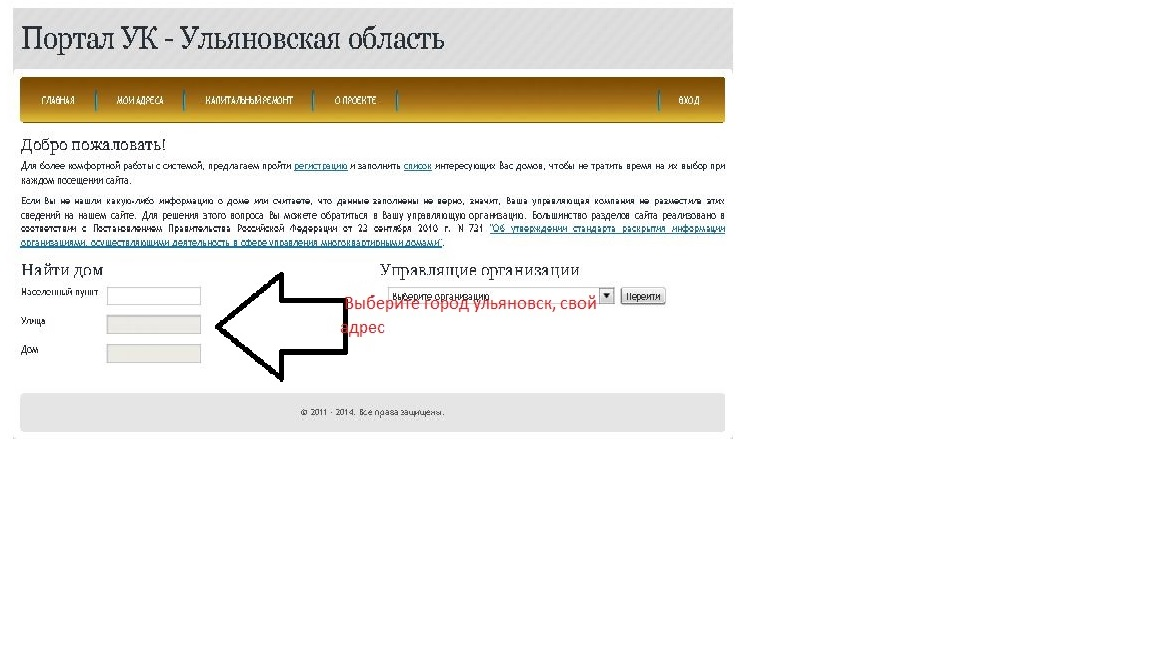 Портал УК - Ульяновская область
ГЛАВНАЯ МОИ АДРЕСА КАПИТАЛЬНЫЙ РЕМОНТ О ПРОЕКТЕ ВХОД
Добро пожаловать!
Для более комфортной работы с системой, предлагаем пройти регистрацию и заполнить список интересующих Вас домов, чтобы не тратить время на их выбор при
каждом посещении сайта.
Если Вы не нашли какую-либо информацию о доме или считаете, что данные заполнены не верно, значит, Ваша управляющая компания не разместила этих
сведений на нашем сайте. Для решения этого вопроса Вы можете обратиться в Вашу управляющую организацию. Большинство разделов сайта реализовано в
соответствии с Постановлением Правительства Российской Федерации от 23 сентября 2010 г. N 731 "Об утверждении стандарта раскрытия информации
организациями, осуществляющими деятельность в сфере управления многоквартирными домами".
Найти дом
Населенный пункт
Улица
Дом
Управлящие организации
Выберите организацию Перейти
Выберите город ульяновск, свой
адрес
© 2011 - 2014. Все права защищены.